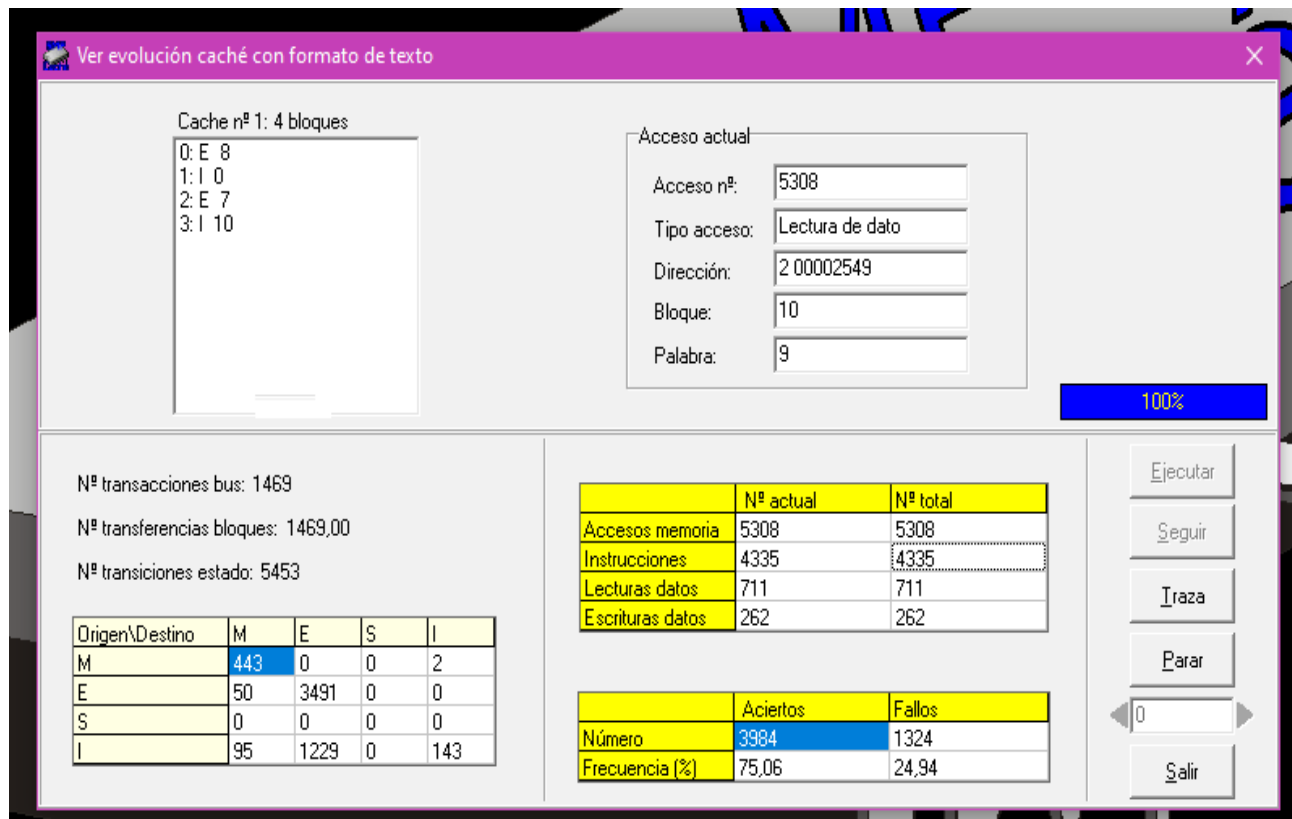 Ver evolución caché con formato de texto
Cache nº 1: 4 bloques
0: E 8
1: I 0
2: E 7
3: I 10
Acceso actual
Acceso nº: 5308
Tipo acceso: Lectura de dato
Dirección: 2 00002549
Bloque: 10
Palabra: 9
100%
Nº transacciones bus: 1469
Nº transferencias bloques: 1469,00
Nº transiciones estado: 5453
Origen\Destino M E S I
M 443 0 0 2
E 50 3491 0 0
S 0 0 0 0
I 95 1229 0 143
Nº actual Nº total
Accesos memoria 5308 5308
Instrucciones 4335 4335
Lecturas datos 711 711
Escrituras datos 262 262
Aciertos Fallos
Número 3984 1324
Frecuencia (%) 75,06 24,94
Ejecutar
Seguir
Traza
Parar
0
Salir